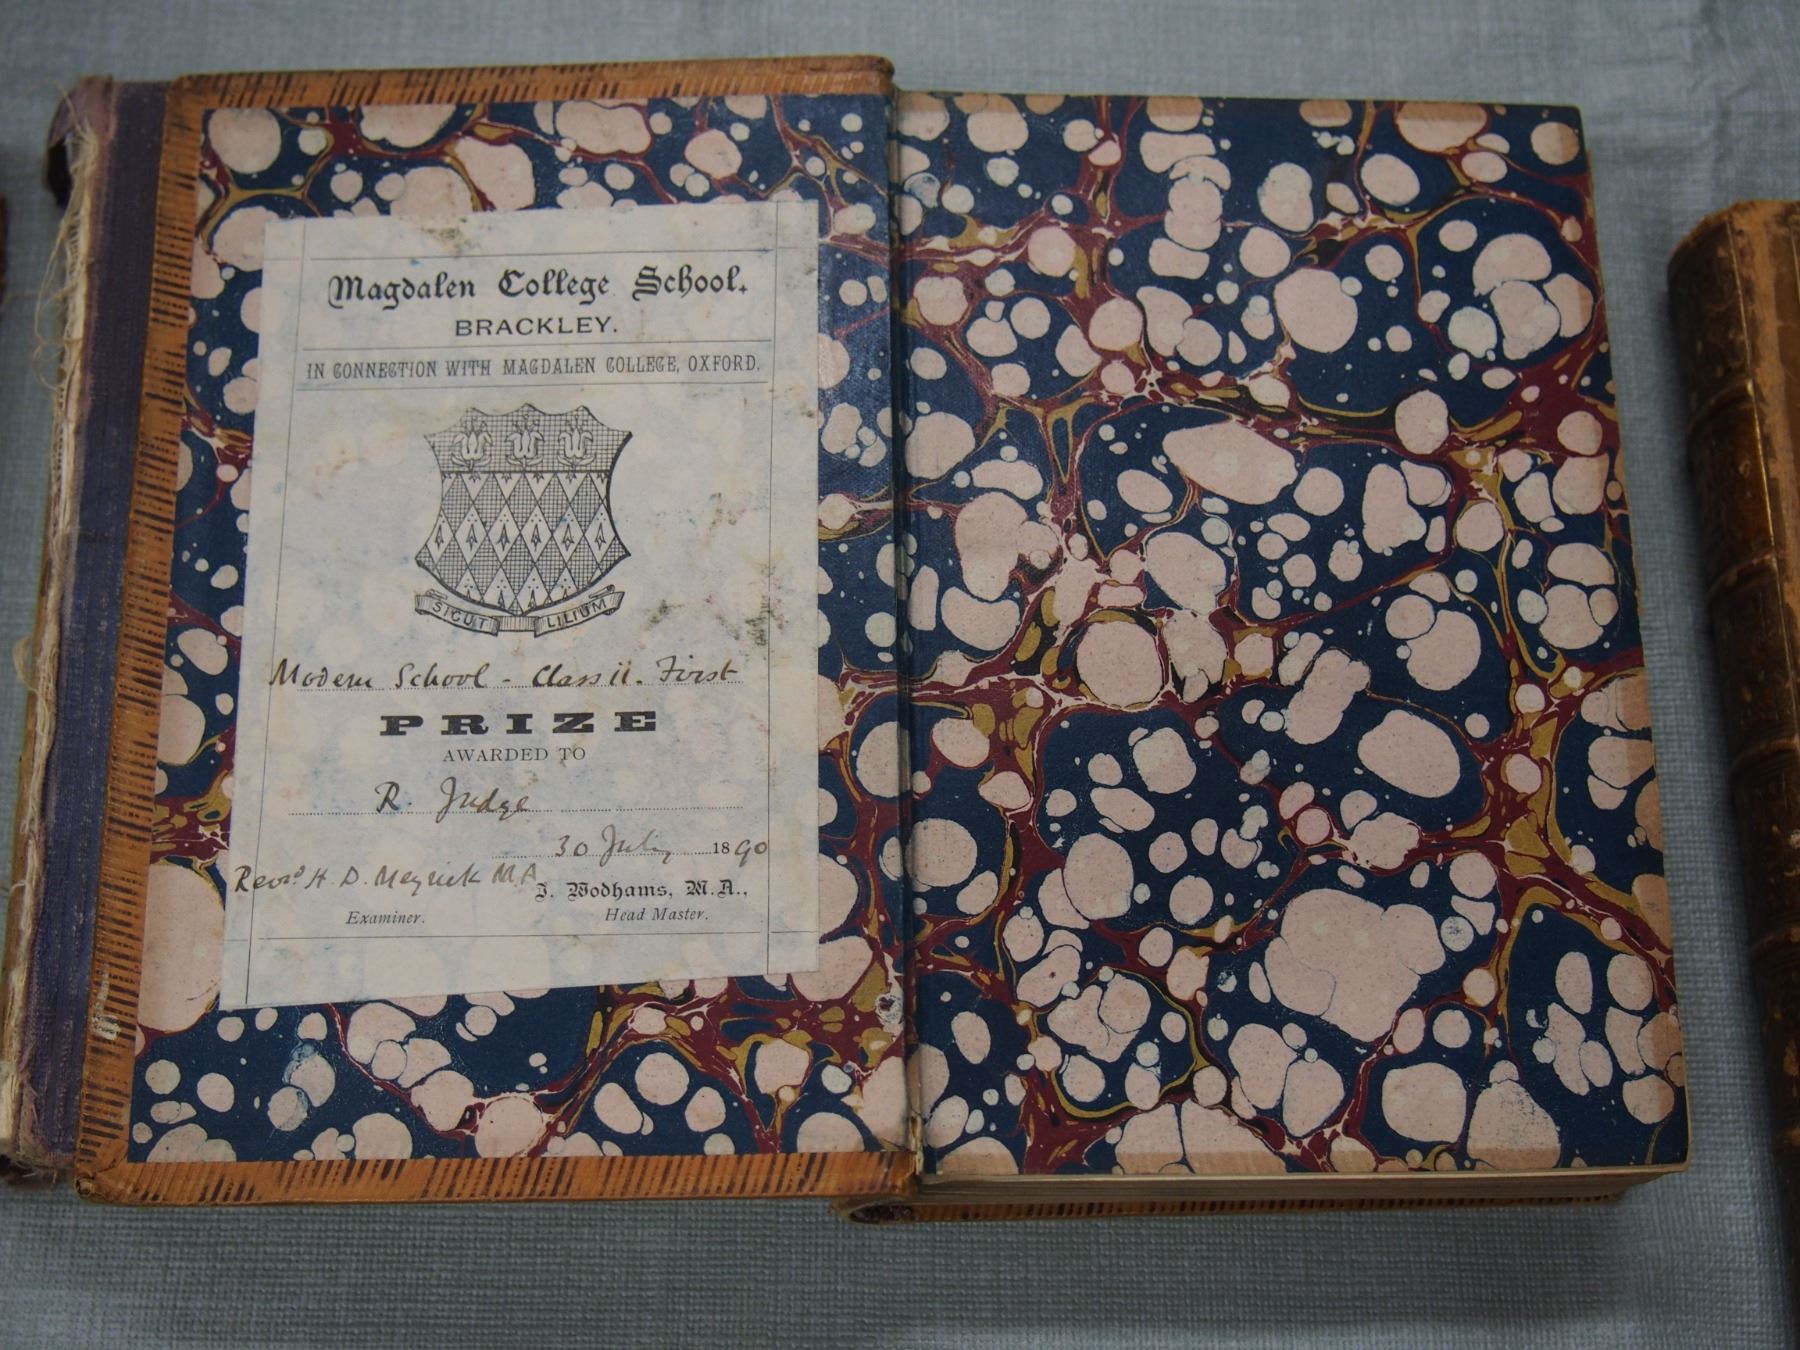 Magdalen College School.
BRACKLEY.
IN CONNECTION WITH MAGDALEN COLLEGE, OXFORD.
SICUT LILIUM
Modern School - Class ii. First
PRIZE
AWARDED TO
R. Judge
30 July 1890
Revd. H. D. Meyrick M.A.
J. Wodhams, M.A.,
Examiner.
Head Master.